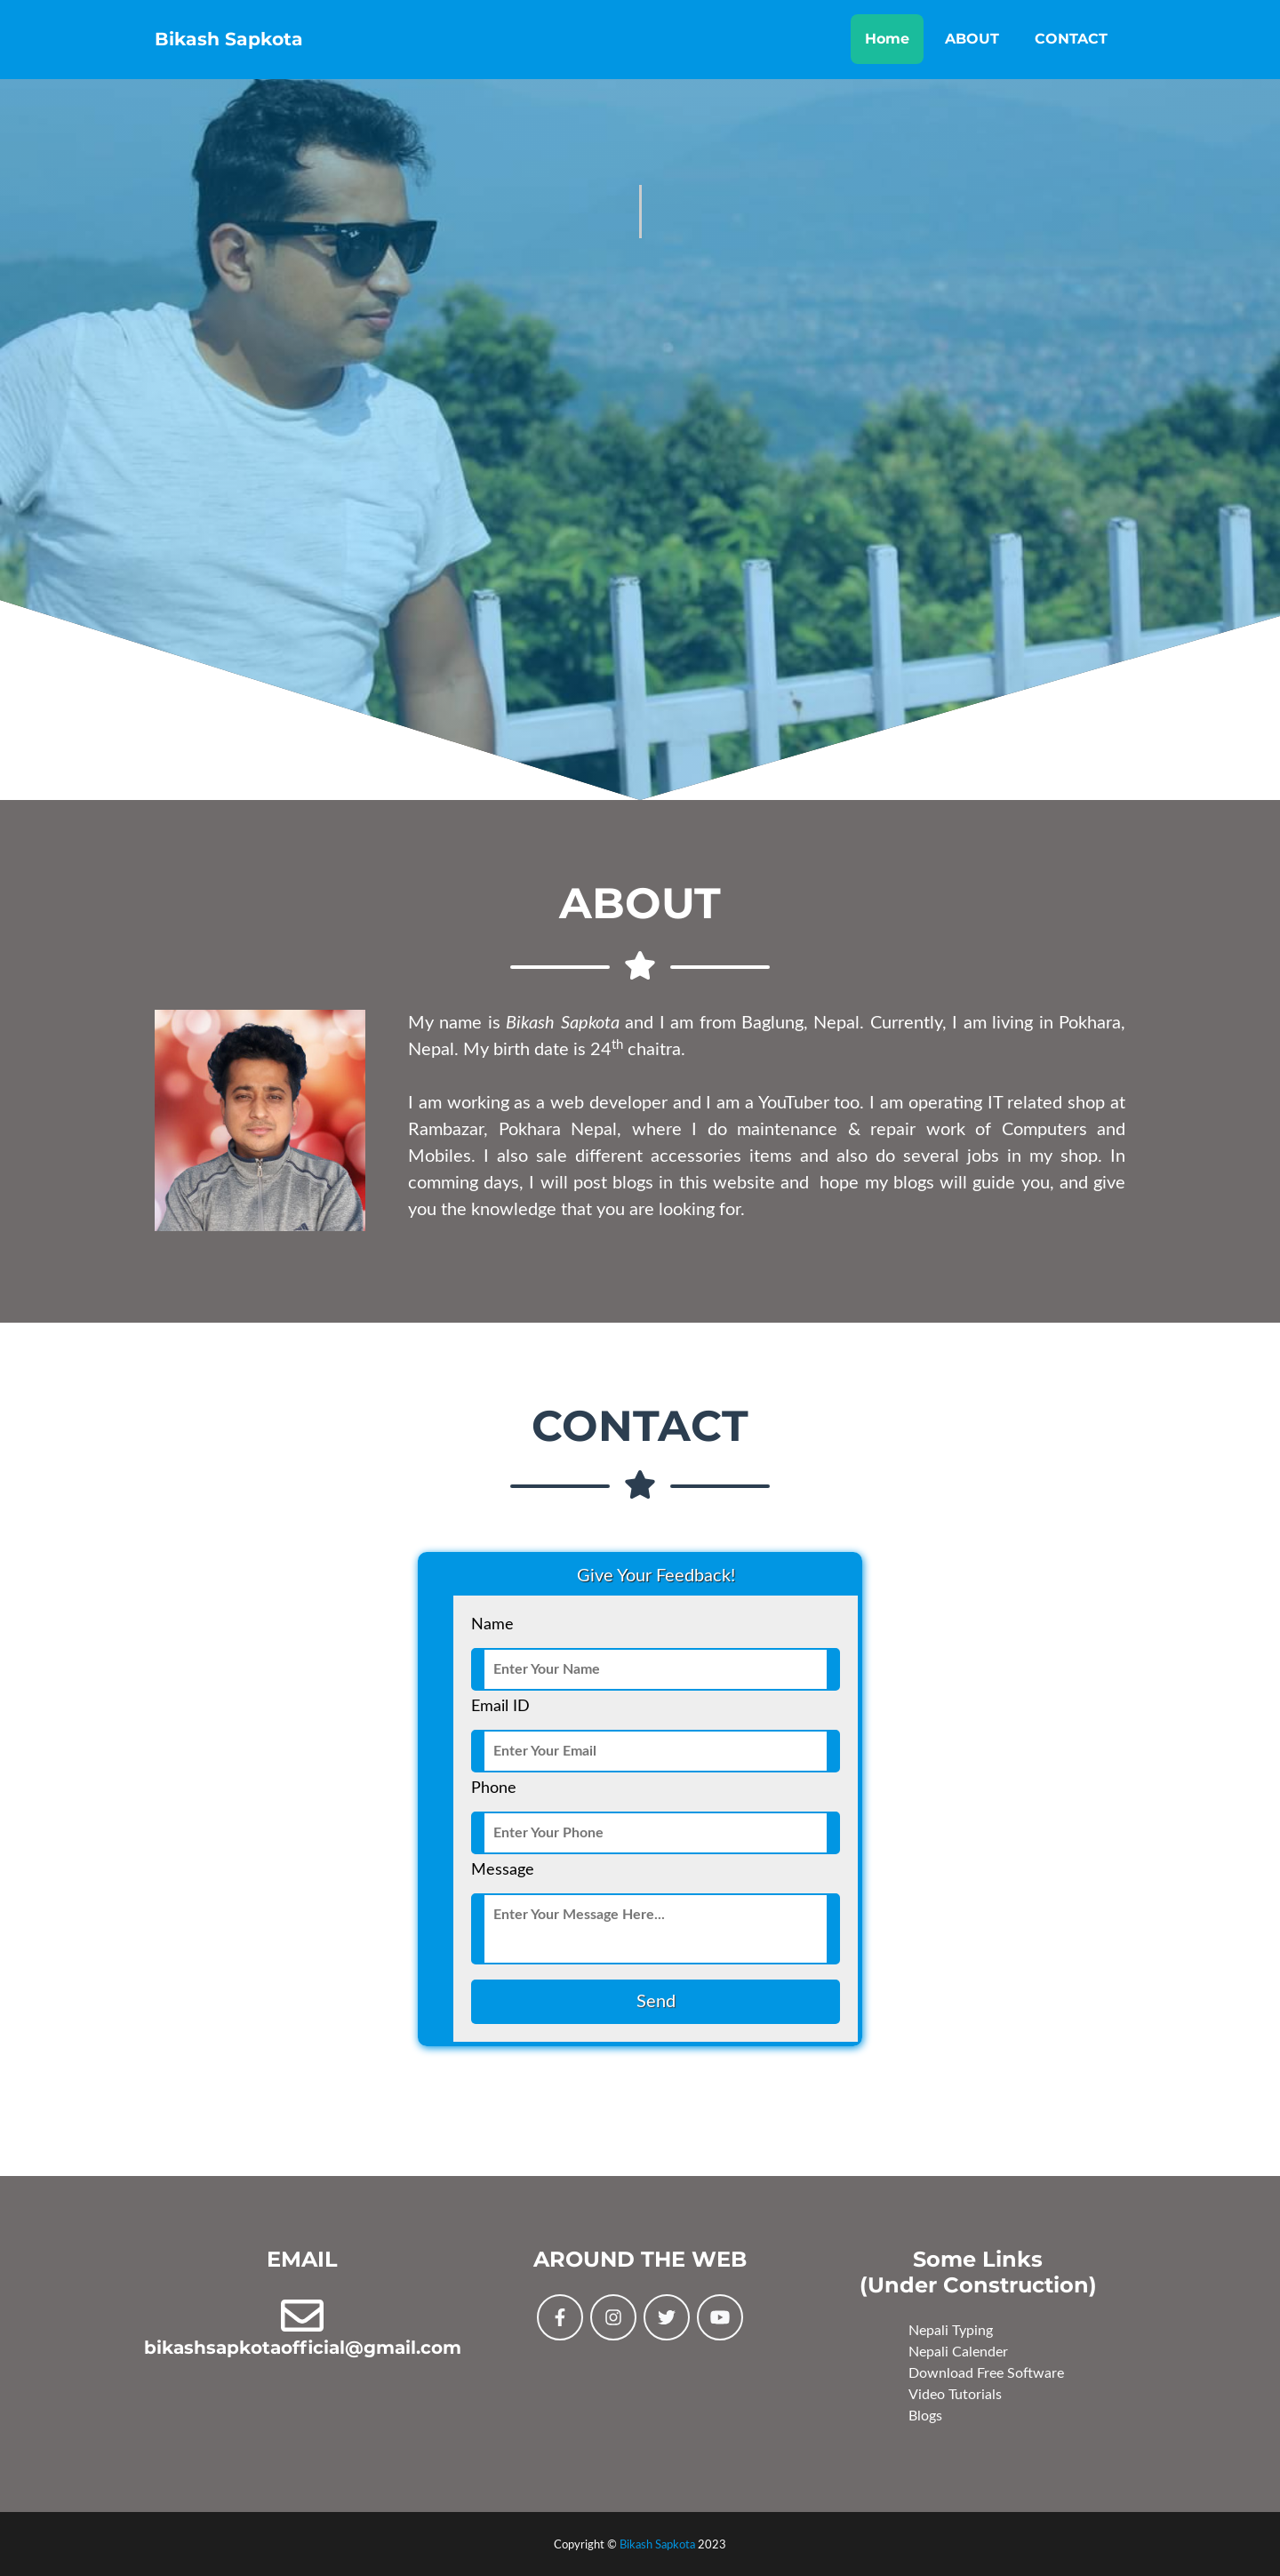 Bikash Sapkota
Home ABOUT CONTACT
ABOUT
My name is Bikash Sapkota and I am from Baglung, Nepal. Currently, I am living in Pokhara,
Nepal. My birth date is 24th chaitra.
I am working as a web developer and I am a YouTuber too. I am operating IT related shop at
Rambazar, Pokhara Nepal, where I do maintenance & repair work of Computers and
Mobiles. I also sale different accessories items and also do several jobs in my shop. In
comming days, I will post blogs in this website and hope my blogs will guide you, and give
you the knowledge that you are looking for.
CONTACT
Give Your Feedback!
Name
Enter Your Name
Email ID
Enter Your Email
Phone
Enter Your Phone
Message
Enter Your Message Here...
Send
EMAIL
bikashsapkotaofficial@gmail.com
AROUND THE WEB
Some Links
(Under Construction)
Nepali Typing
Nepali Calender
Download Free Software
Video Tutorials
Blogs
Copyright © Bikash Sapkota 2023